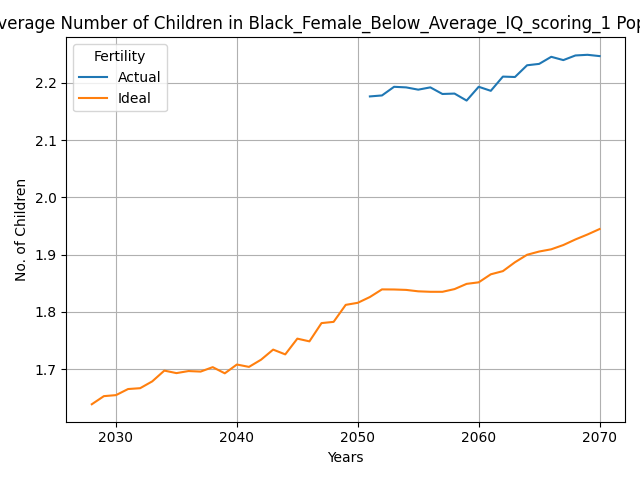 verage Number of Children in Black_Female_Below_Average_IQ_scoring_1 Pop
Fertility
Actual
Ideal
2.2
2.1
2.0
1.9
1.8
1.7
No. of Children
2030 2040 2050 2060 2070
Years